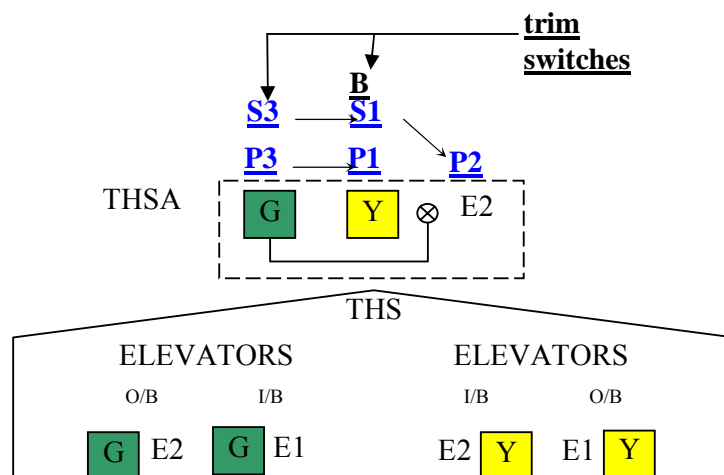 trim
switches
B
S3 S1
P3 P1 P2
THSA G Y E2
THS
ELEVATORS ELEVATORS
O/B I/B I/B O/B
G E2 G E1 E2 Y E1 Y